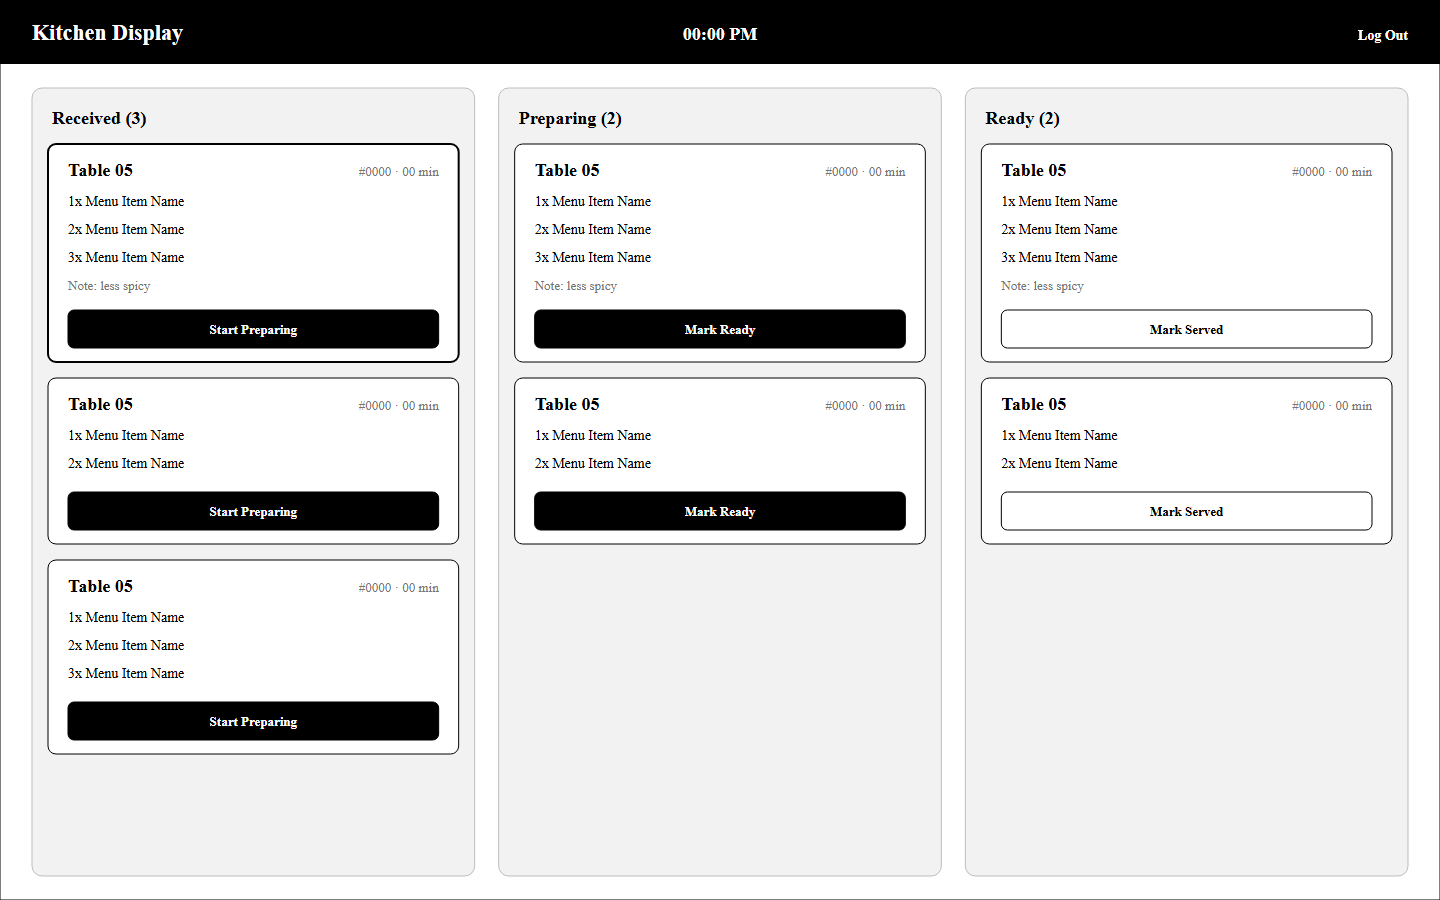 Kitchen Display
00:00 PM
Log Out
Received (3)
Table 05
#0000 · 00 min
1x Menu Item Name
2x Menu Item Name
3x Menu Item Name
Note: less spicy
Start Preparing
Table 05
#0000 · 00 min
1x Menu Item Name
2x Menu Item Name
Start Preparing
Table 05
#0000 · 00 min
1x Menu Item Name
2x Menu Item Name
3x Menu Item Name
Start Preparing
Preparing (2)
Table 05
#0000 · 00 min
1x Menu Item Name
2x Menu Item Name
3x Menu Item Name
Note: less spicy
Mark Ready
Table 05
#0000 · 00 min
1x Menu Item Name
2x Menu Item Name
Mark Ready
Ready (2)
Table 05
#0000 · 00 min
1x Menu Item Name
2x Menu Item Name
3x Menu Item Name
Note: less spicy
Mark Served
Table 05
#0000 · 00 min
1x Menu Item Name
2x Menu Item Name
Mark Served